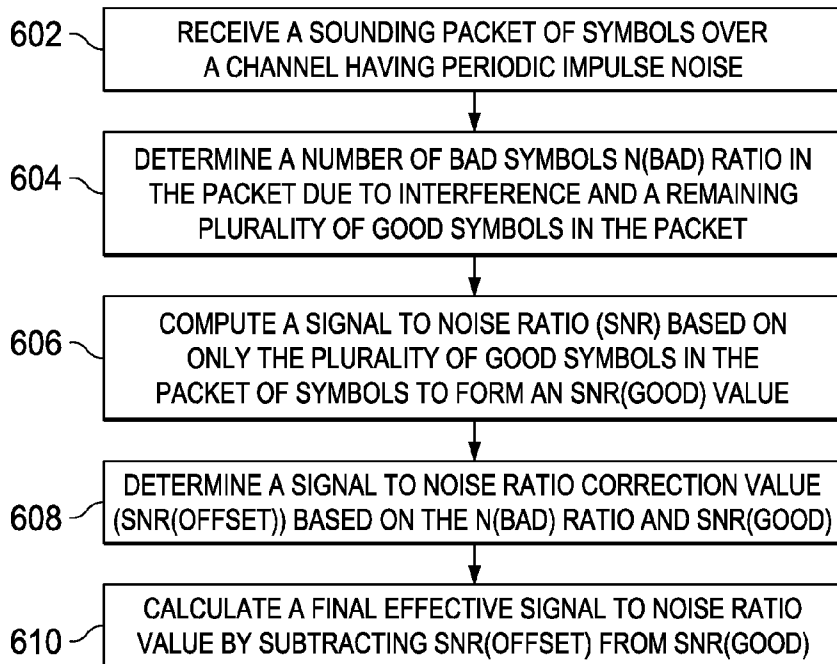 602
RECEIVE A SOUNDING PACKET OF SYMBOLS OVER
A CHANNEL HAVING PERIODIC IMPULSE NOISE
604
DETERMINE A NUMBER OF BAD SYMBOLS N(BAD) RATIO IN
THE PACKET DUE TO INTERFERENCE AND A REMAINING
PLURALITY OF GOOD SYMBOLS IN THE PACKET
606
COMPUTE A SIGNAL TO NOISE RATIO (SNR) BASED ON
ONLY THE PLURALITY OF GOOD SYMBOLS IN THE
PACKET OF SYMBOLS TO FORM AN SNR(GOOD) VALUE
608
DETERMINE A SIGNAL TO NOISE RATIO CORRECTION VALUE
(SNR(OFFSET)) BASED ON THE N(BAD) RATIO AND SNR(GOOD)
610
CALCULATE A FINAL EFFECTIVE SIGNAL TO NOISE RATIO
VALUE BY SUBTRACTING SNR(OFFSET) FROM SNR(GOOD)